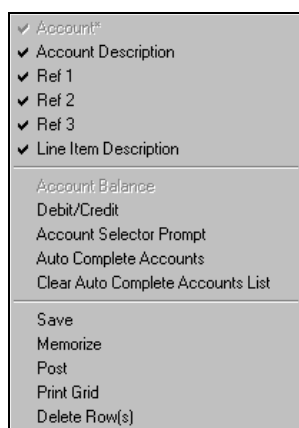 Account*
Account Description
Ref 1
Ref 2
Ref 3
Line Item Description
Account Balance
Debit/Credit
Account Selector Prompt
Auto Complete Accounts
Clear Auto Complete Accounts List
Save
Memorize
Post
Print Grid
Delete Row(s)